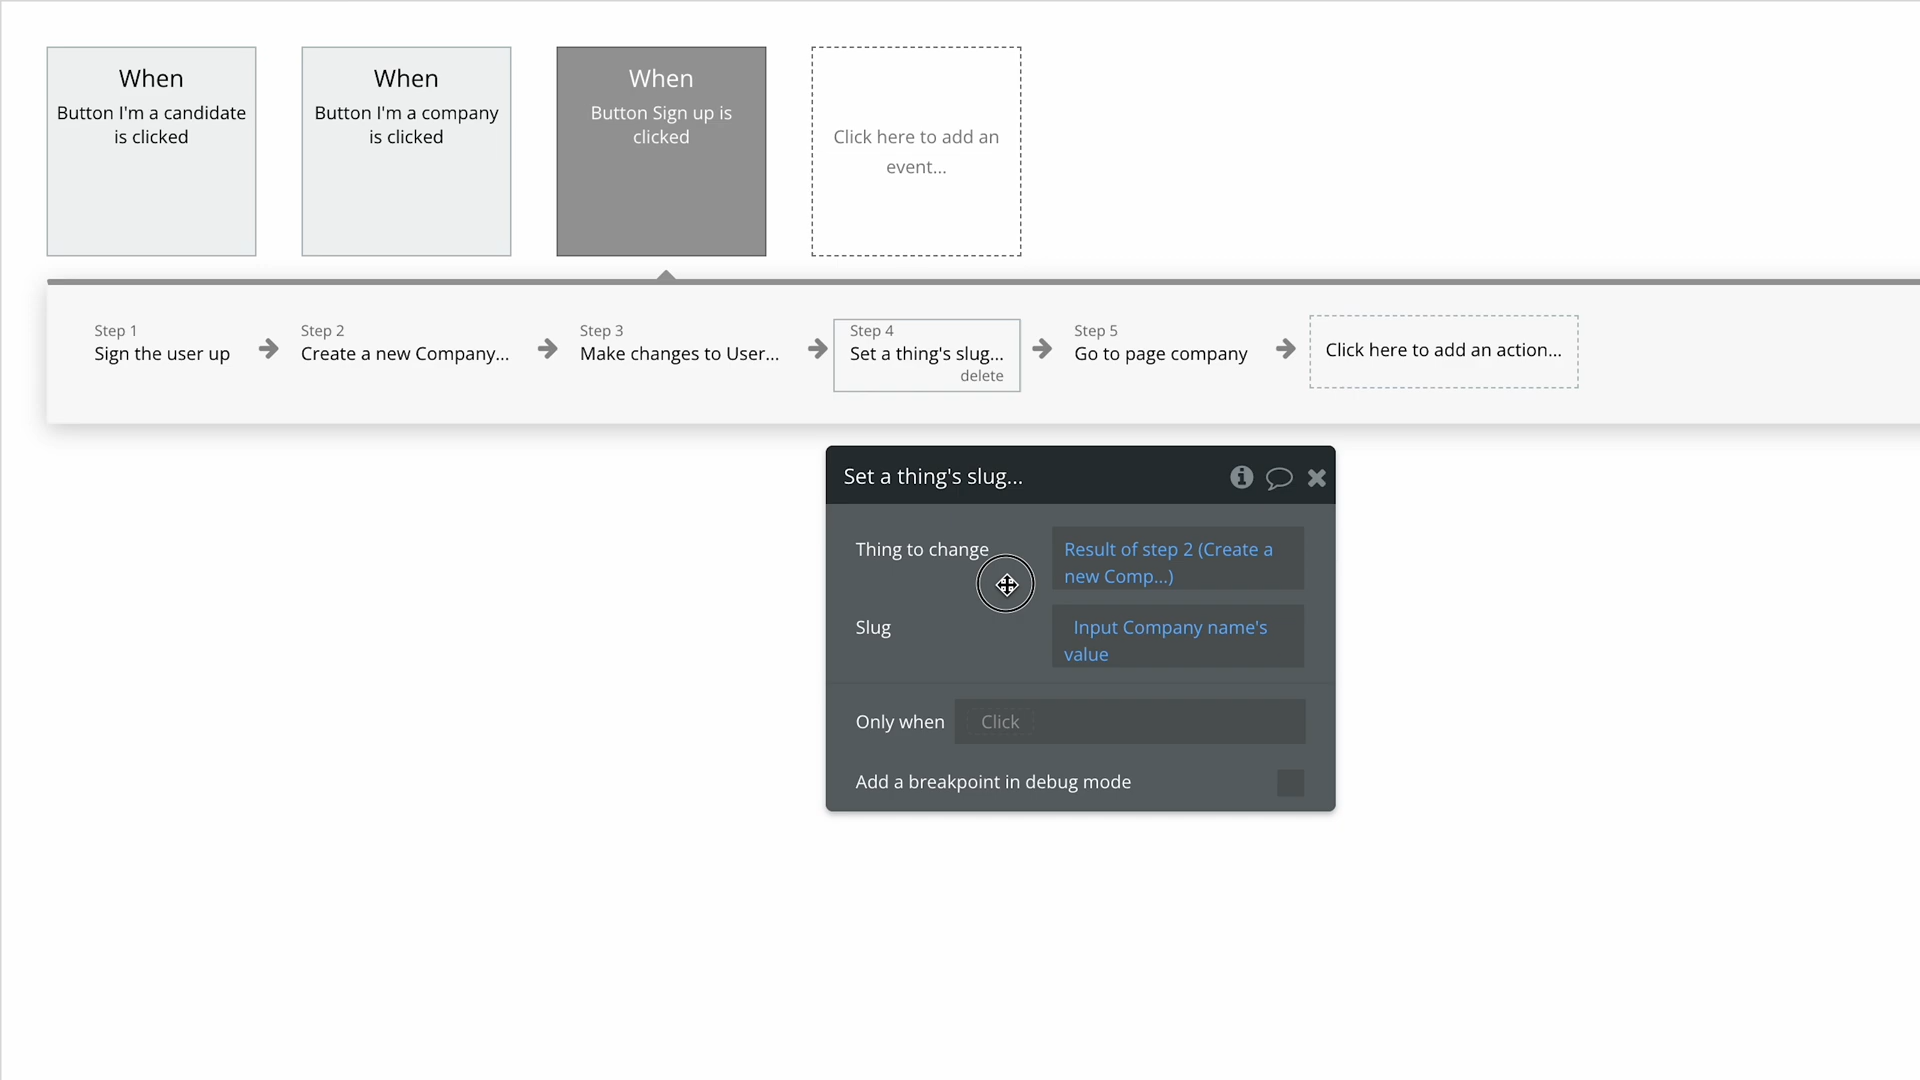 When
Button I'm a candidate
is clicked
When
Button I'm a company
is clicked
When
Button Sign up is
clicked
Click here to add an
event...
Step 1
Sign the user up
Step 2
Create a new Company...
Step 3
Make changes to User...
Step 4
Set a thing's slug...
delete
Step 5
Go to page company
Click here to add an action...
Set a thing's slug...
Thing to change
Result of step 2 (Create a
new Comp...)
Slug
Input Company name's
value
Only when
Click
Add a breakpoint in debug mode